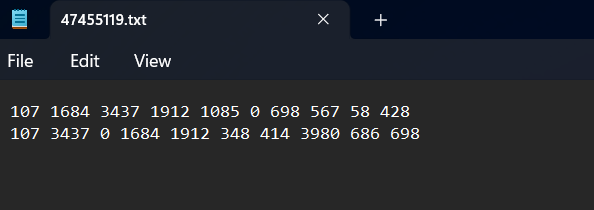 47455119.txt
File Edit View
107 1684 3437 1912 1085 0 698 567 58 428
107 3437 0 1684 1912 348 414 3980 686 698